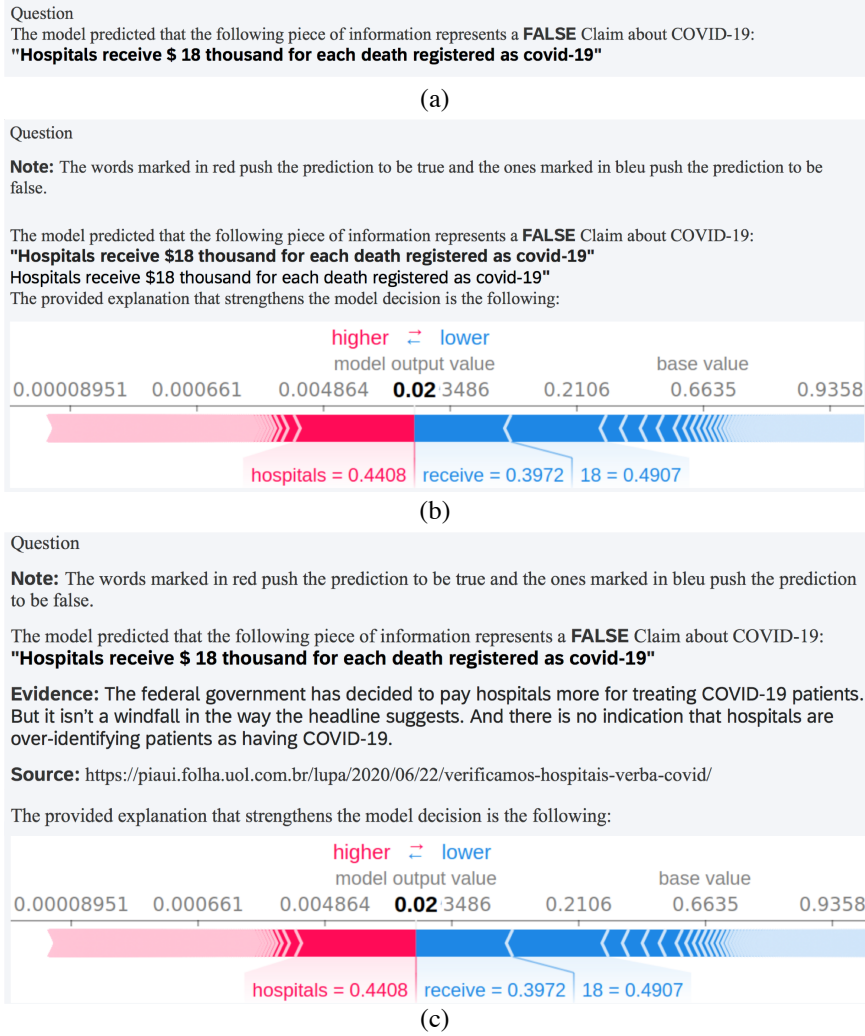 Question
The model predicted that the following piece of information represents a FALSE Claim about COVID-19:
"Hospitals receive $ 18 thousand for each death registered as covid-19"
(a)
Question
Note: The words marked in red push the prediction to be true and the ones marked in bleu push the prediction to be
false.
The model predicted that the following piece of information represents a FALSE Claim about COVID-19:
"Hospitals receive $18 thousand for each death registered as covid-19"
Hospitals receive $18 thousand for each death registered as covid-19"
The provided explanation that strengthens the model decision is the following:
higher ⇄ lower
model output value base value
0.00008951 0.000661 0.004864 0.02 3486 0.2106 0.6635 0.9358
hospitals = 0.4408 receive = 0.3972 18 = 0.4907
(b)
Question
Note: The words marked in red push the prediction to be true and the ones marked in bleu push the prediction
to be false.
The model predicted that the following piece of information represents a FALSE Claim about COVID-19:
"Hospitals receive $ 18 thousand for each death registered as covid-19"
Evidence: The federal government has decided to pay hospitals more for treating COVID-19 patients.
But it isn't a windfall in the way the headline suggests. And there is no indication that hospitals are
over-identifying patients as having COVID-19.
Source: https://piaui.folha.uol.com.br/lupa/2020/06/22/verificamos-hospitais-verba-covid/
The provided explanation that strengthens the model decision is the following:
higher ⇄ lower
model output value base value
0.00008951 0.000661 0.004864 0.02 3486 0.2106 0.6635 0.9358
hospitals = 0.4408 receive = 0.3972 18 = 0.4907
(c)